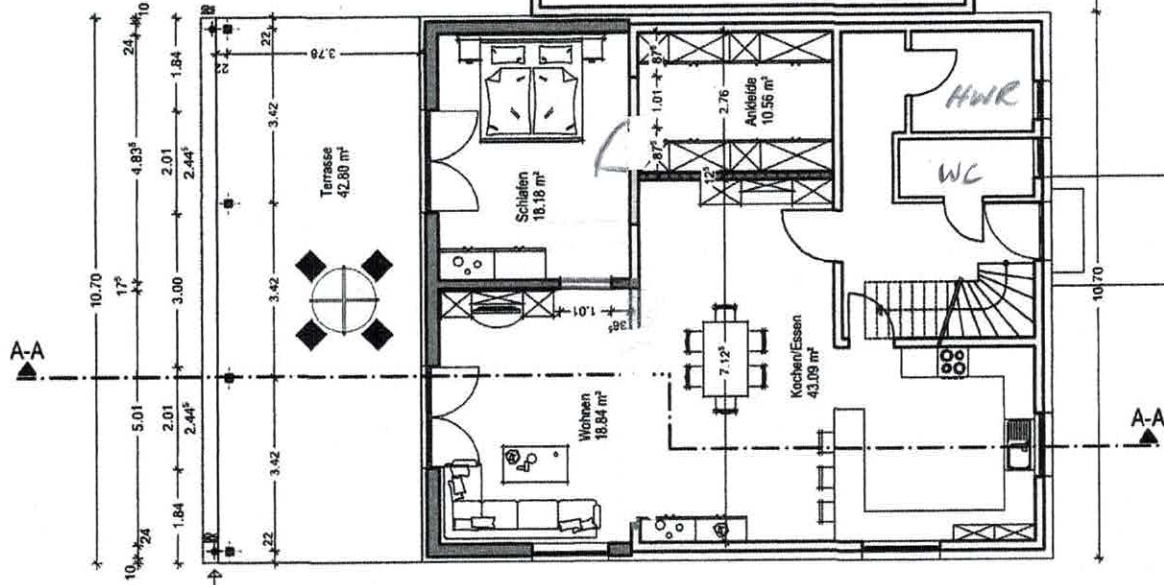 10
24
1.84
4.83⁵
2.01
2.44⁵
10.70
17⁵
3.00
5.01
2.01
2.44⁵
1.84
24
10
22
3.42
3.42
3.42
3.42
22
3.78
Terrasse
42.80 m²
Schlafen
18.18 m²
87⁵
1.01
87⁵
2.76
12⁵
Ankleide
10.56 m²
HWR
WC
1.01
Wohnen
18.84 m²
7.12⁵
Kochen/Essen
43.09 m²
10.70
A-A
A-A